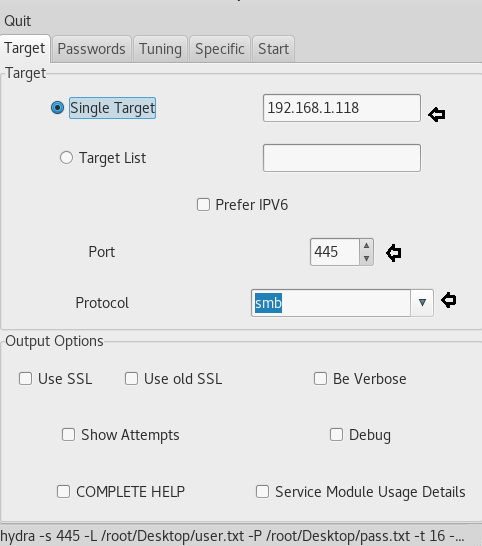 Quit
Target Passwords Tuning Specific Start
Target
Single Target 192.168.1.118
Target List
Prefer IPV6
Port 445
Protocol smb
Output Options
Use SSL Use old SSL Be Verbose
Show Attempts Debug
COMPLETE HELP Service Module Usage Details
hydra -s 445 -L /root/Desktop/user.txt -P /root/Desktop/pass.txt -t 16 -...